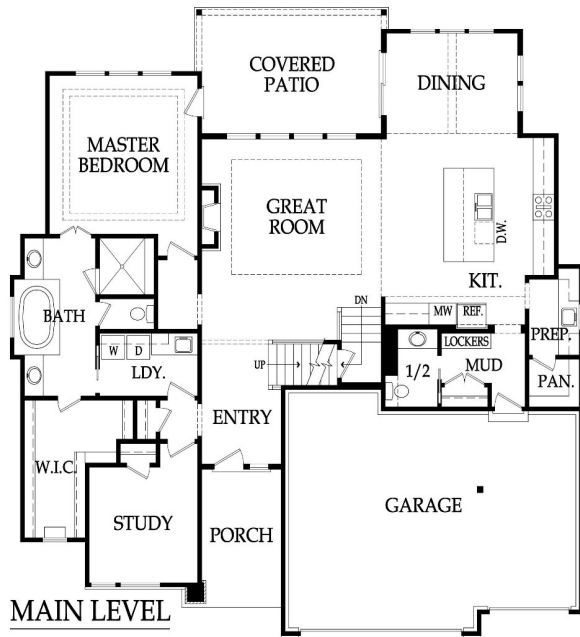 COVERED
PATIO
DINING
MASTER
BEDROOM
GREAT
ROOM
D.W.
KIT.
BATH
DN
MW
REF.
PREP.
W
D
LDY.
UP
1/2
LOCKERS
MUD
PAN.
ENTRY
W.I.C.
STUDY
PORCH
GARAGE
MAIN LEVEL